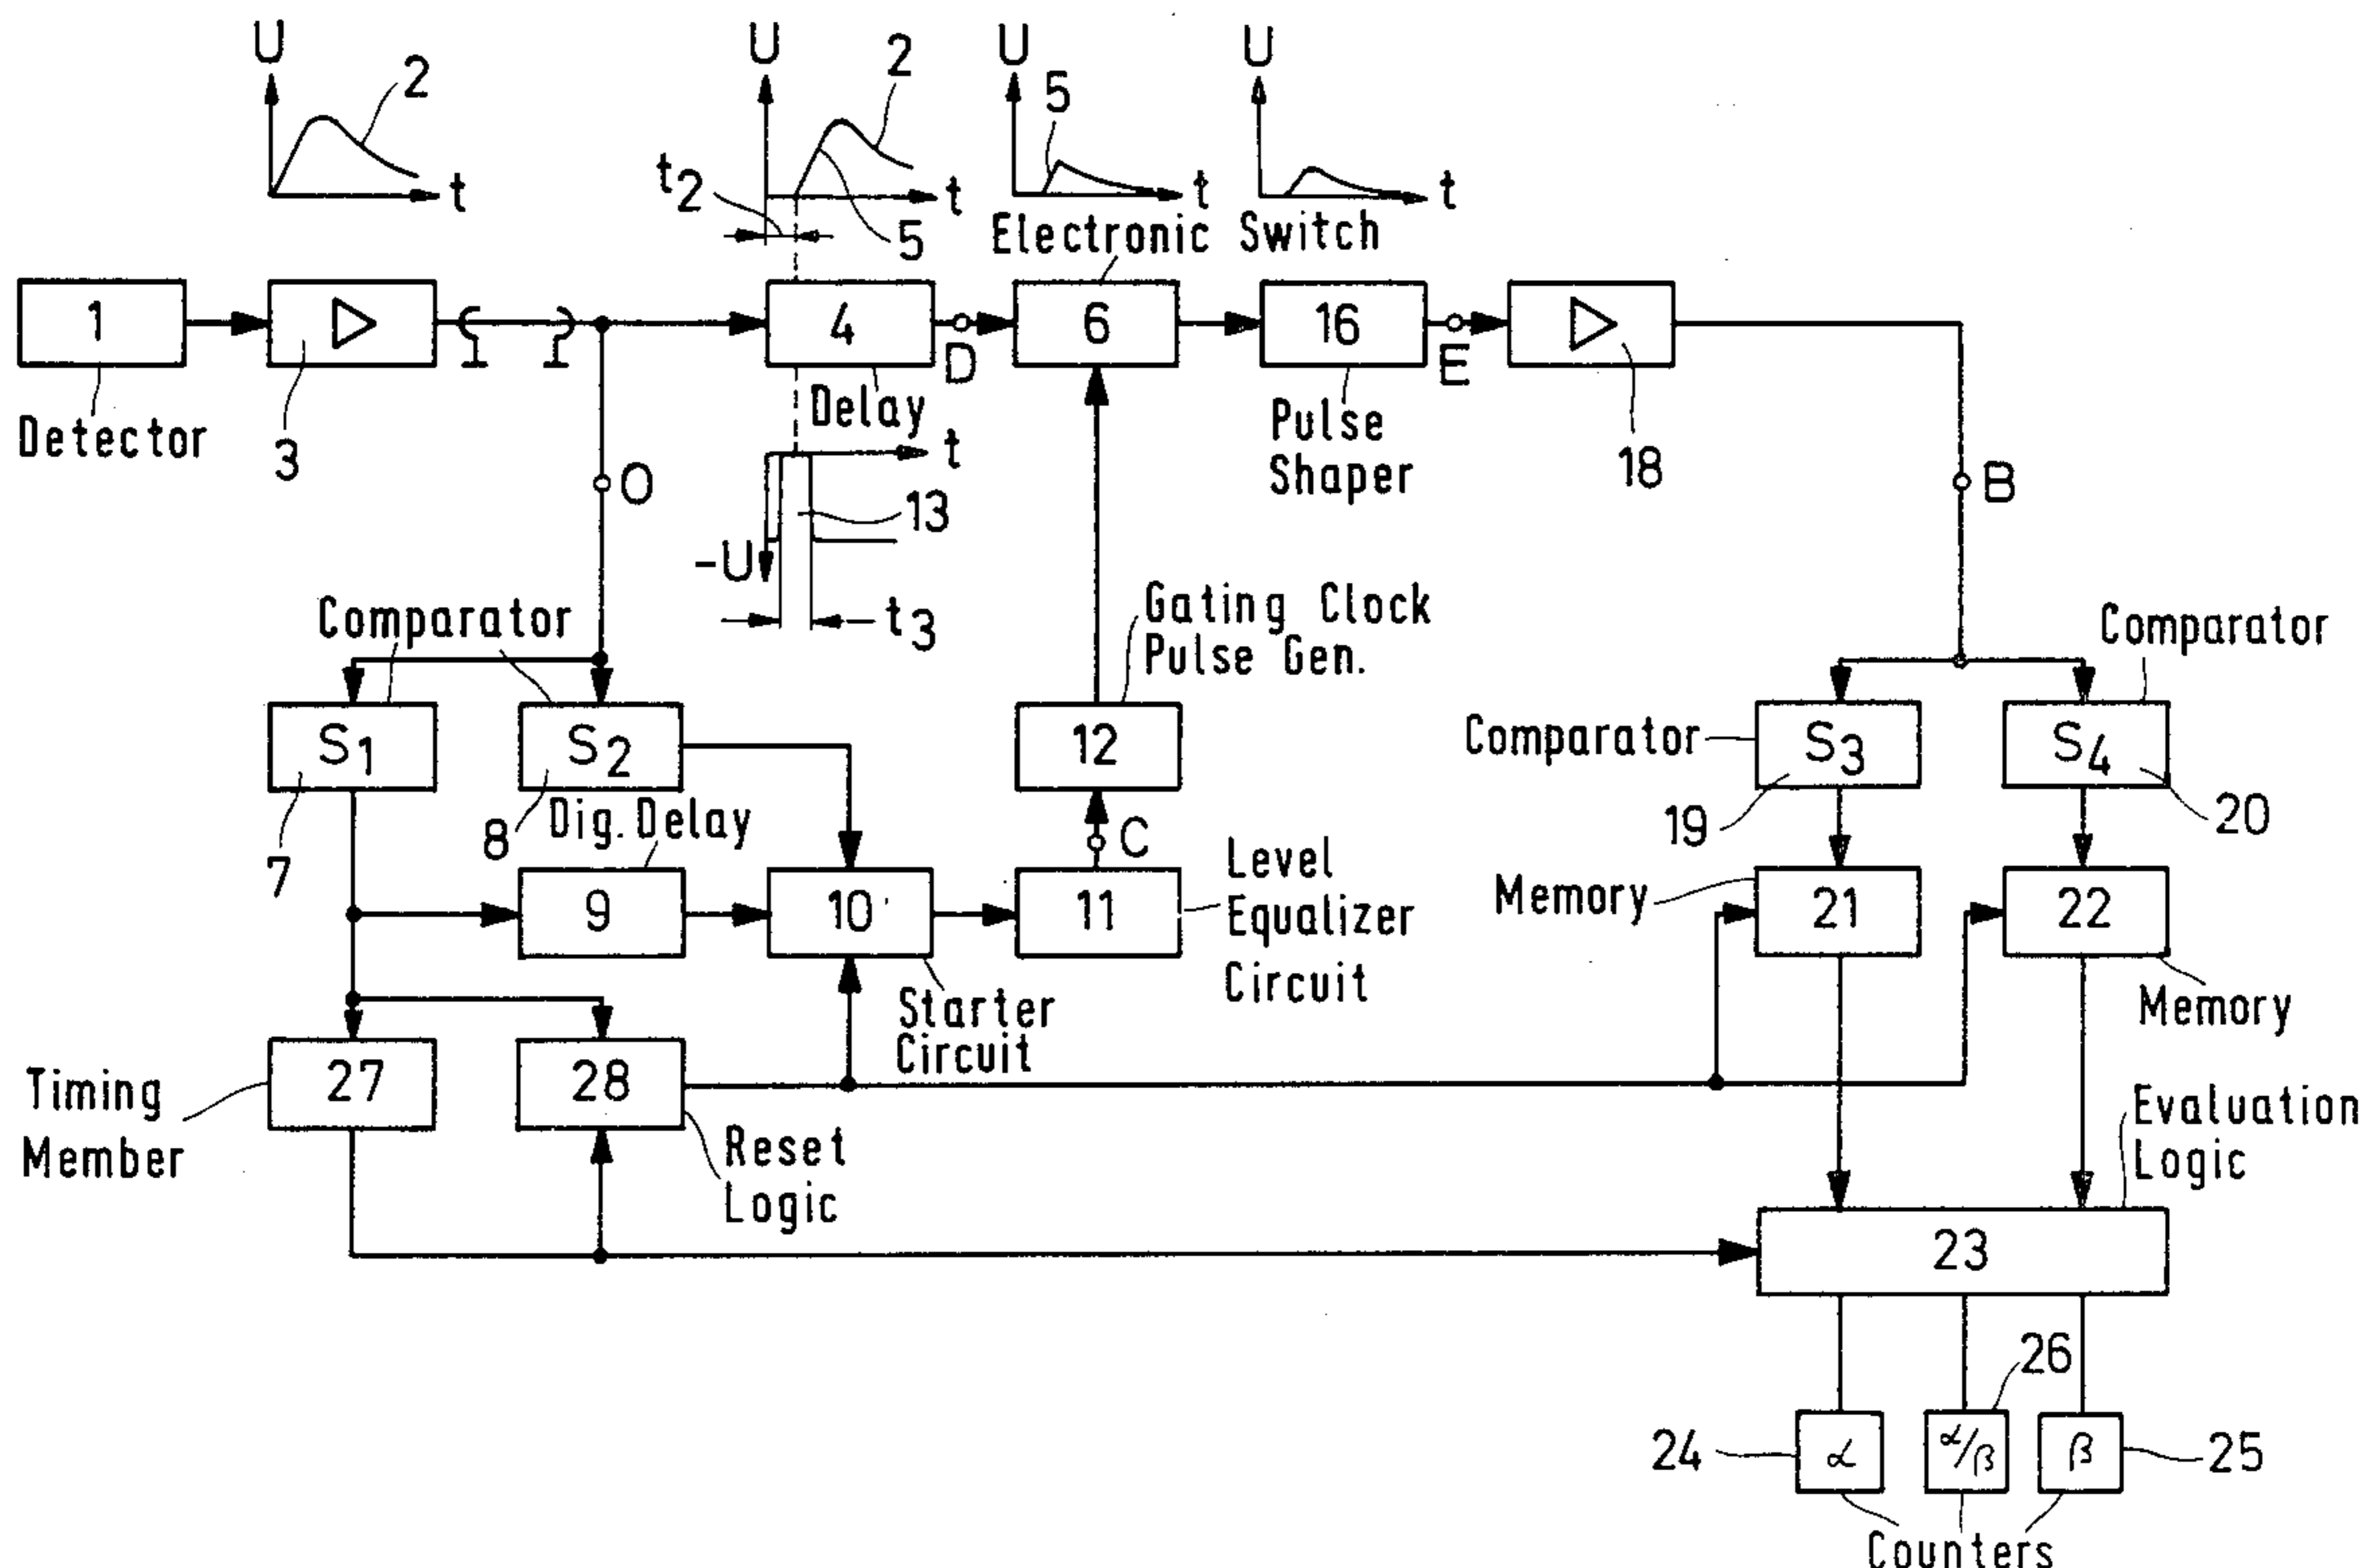 U
2
t
U
2
t2
t
5
U
5
t
U
t
Electronic Switch
1
4
D
6
16
E
Detector
3
Delay
Pulse
Shaper
18
t
O
13
-U
t3
B
Comparator
Gating Clock
Pulse Gen.
Comparator
S1
S2
12
Comparator
S3
S4
7
8
Dig. Delay
C
19
20
9
10
11
Level
Equalizer
Circuit
Memory
21
22
Starter
Circuit
Memory
Timing
Member
27
28
Reset
Logic
Evaluation
Logic
23
26
24
α
α/β
β
25
Counters